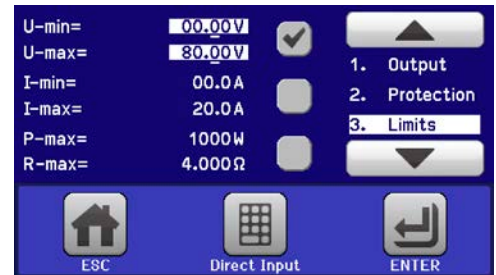 U-min= 00.00V
U-max= 80.00V
I-min= 00.0A
I-max= 20.0A
P-max= 1000W
R-max= 4.000Ω
1. Output
2. Protection
3. Limits
ESC
Direct Input
ENTER